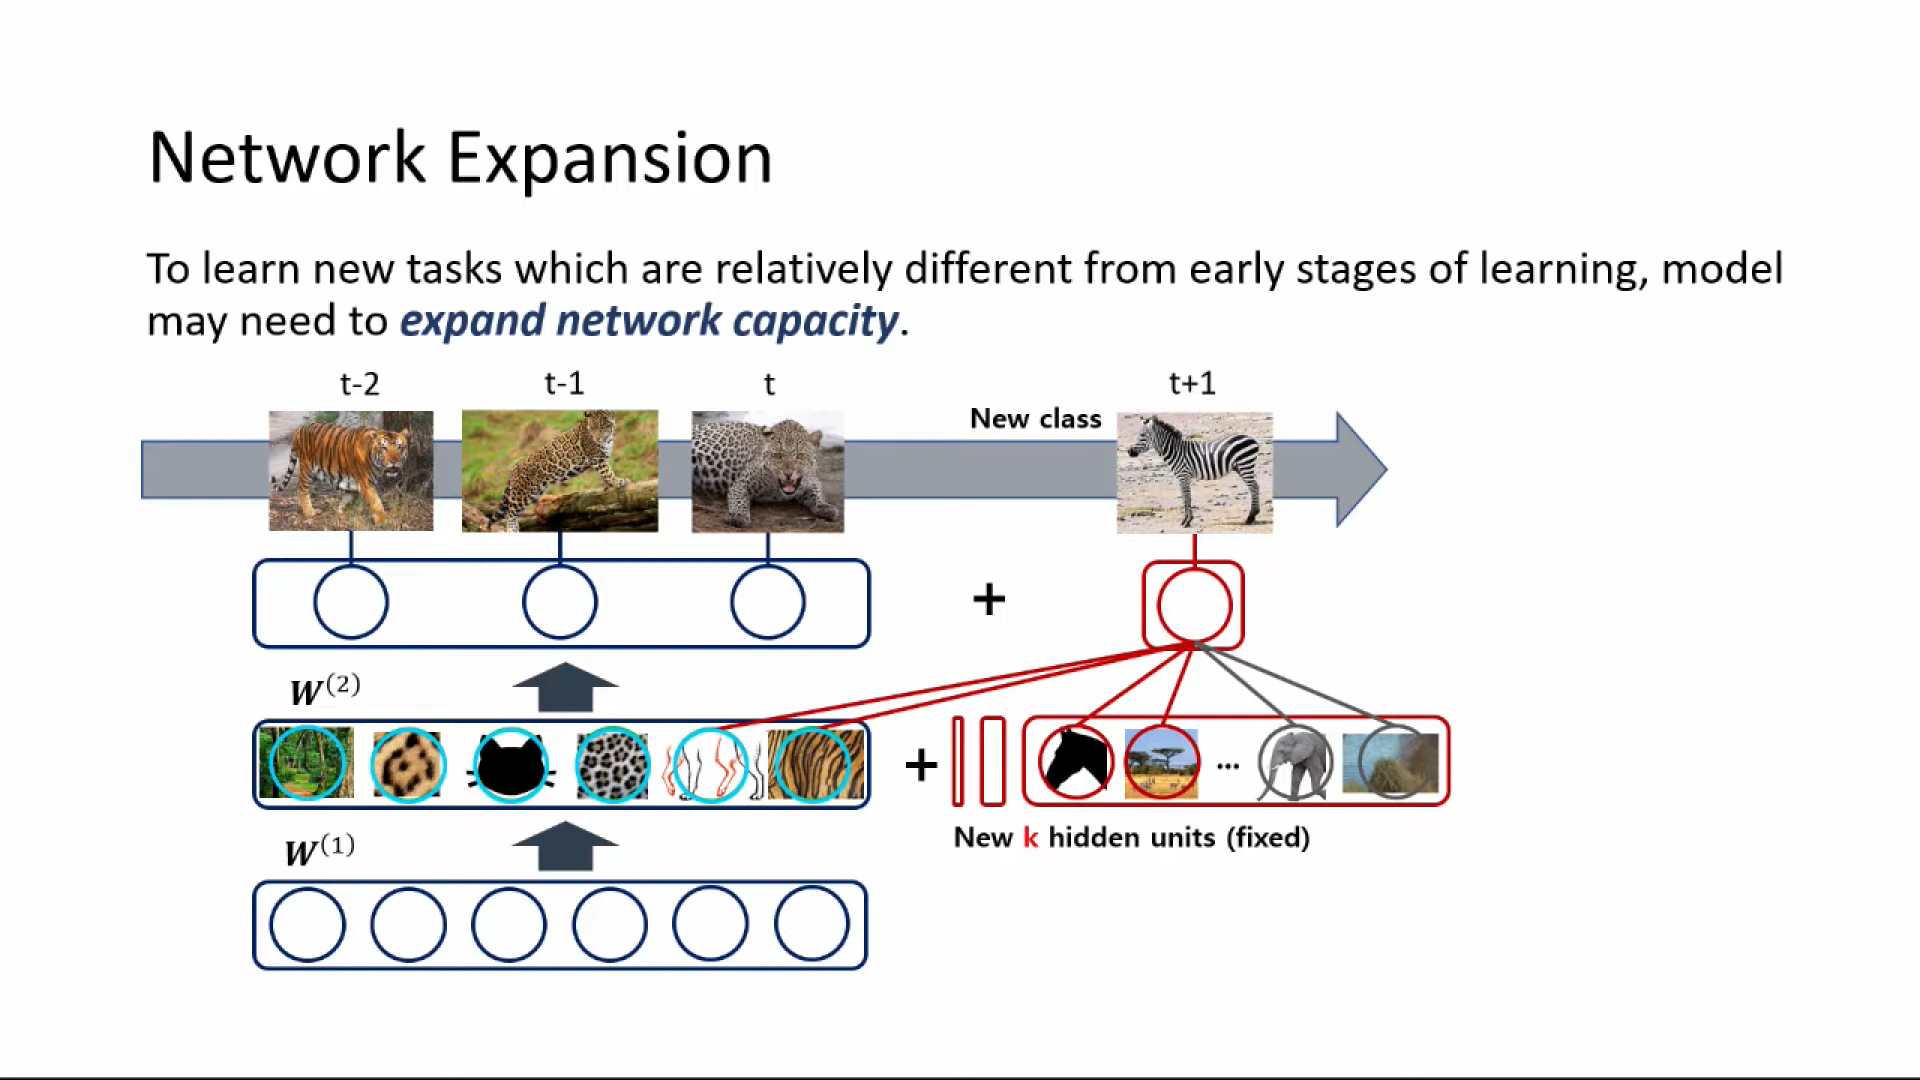 Network Expansion
To learn new tasks which are relatively different from early stages of learning, model
may need to expand network capacity.
t-2 t-1 t t+1
New class
+
W(2)
+ ...
New k hidden units (fixed)
W(1)